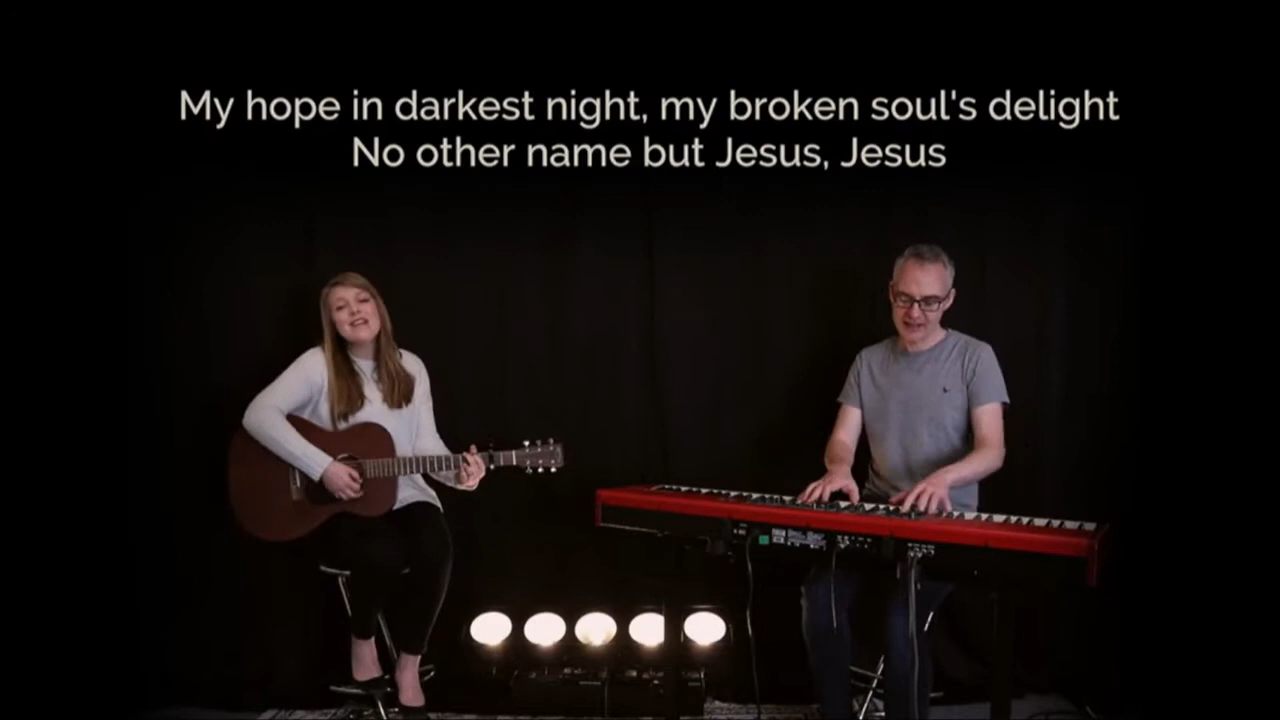 My hope in darkest night, my broken soul's delight
No other name but Jesus, Jesus